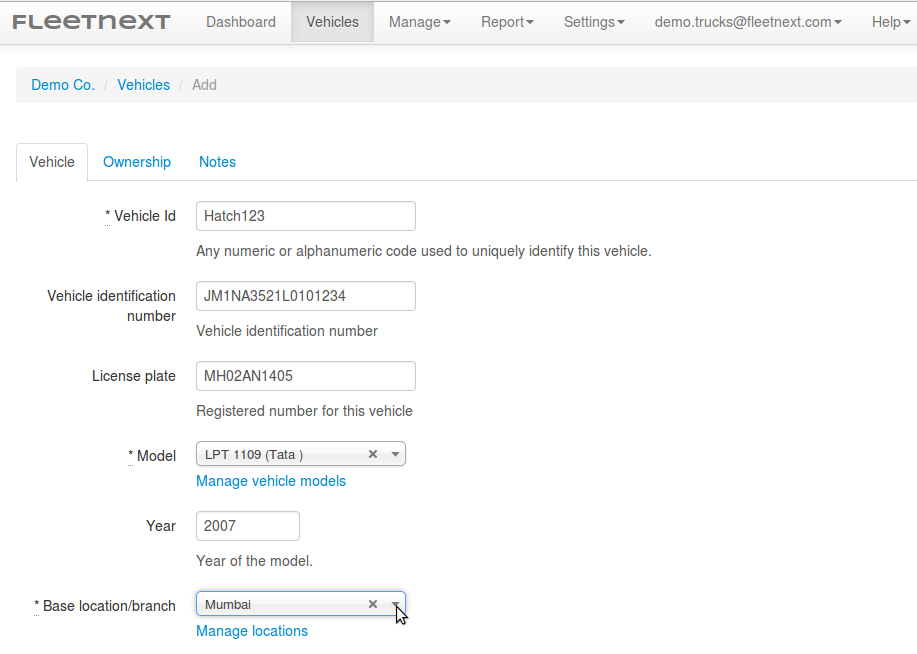 FLEETNEXT Dashboard Vehicles Manage Report Settings demo.trucks@fleetnext.com Help
Demo Co. / Vehicles / Add
Vehicle Ownership Notes
* Vehicle Id Hatch123
Any numeric or alphanumeric code used to uniquely identify this vehicle.
Vehicle identification number JM1NA3521L0101234
Vehicle identification number
License plate MH02AN1405
Registered number for this vehicle
* Model LPT 1109 (Tata )
Manage vehicle models
Year 2007
Year of the model.
* Base location/branch Mumbai
Manage locations